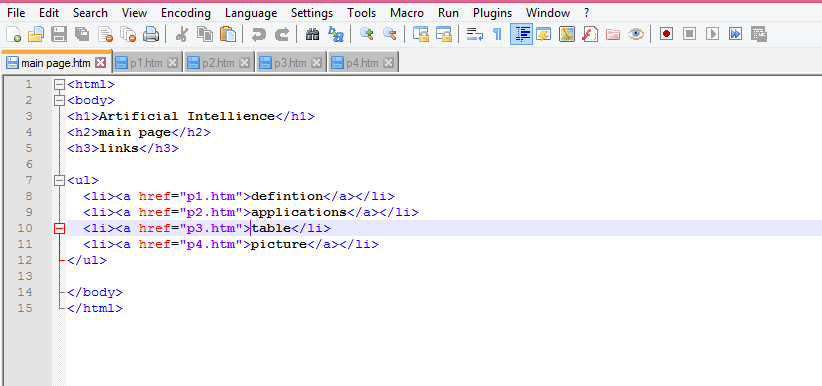 File Edit Search View Encoding Language Settings Tools Macro Run Plugins Window ?
main page.htm p1.htm p2.htm p3.htm p4.htm
1 <html>
2 <body>
3 <h1>Artificial Intellience</h1>
4 <h2>main page</h2>
5 <h3>links</h3>
6
7 <ul>
8 <li><a href="p1.htm">defintion</a></li>
9 <li><a href="p2.htm">applications</a></li>
10 <li><a href="p3.htm">table</li>
11 <li><a href="p4.htm">picture</a></li>
12 </ul>
13
14 </body>
15 </html>